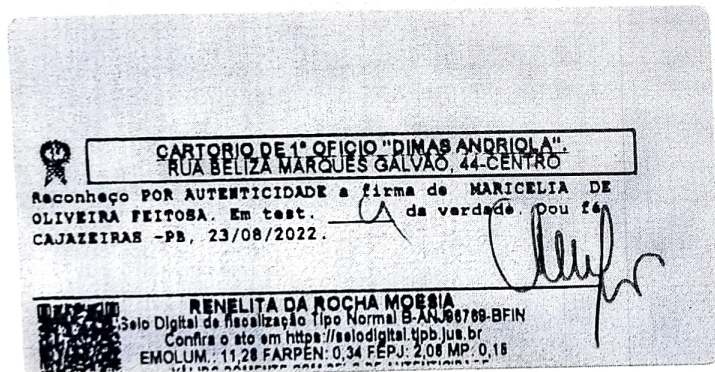 CARTORIO DE 1º OFICIO "DIMAS ANDRIOLA".
RUA BELIZA MARQUES GALVAO, 44-CENTRO
Reconheço POR AUTENTICIDADE a firma de MARICELIA DE
OLIVEIRA FEITOSA. Em test. da verdade. Dou fé.
CAJAZEIRAS -PB, 23/08/2022.
RENELITA DA ROCHA MOESIA
Selo Digital de fiscalização Tipo Normal B-ANJ96769-BFIN
Confira o ato em https://selodigital.tjpb.jus.br
EMOLUM.: 11,28 FARPEN: 0,34 FEPJ: 2,06 MP: 0,18